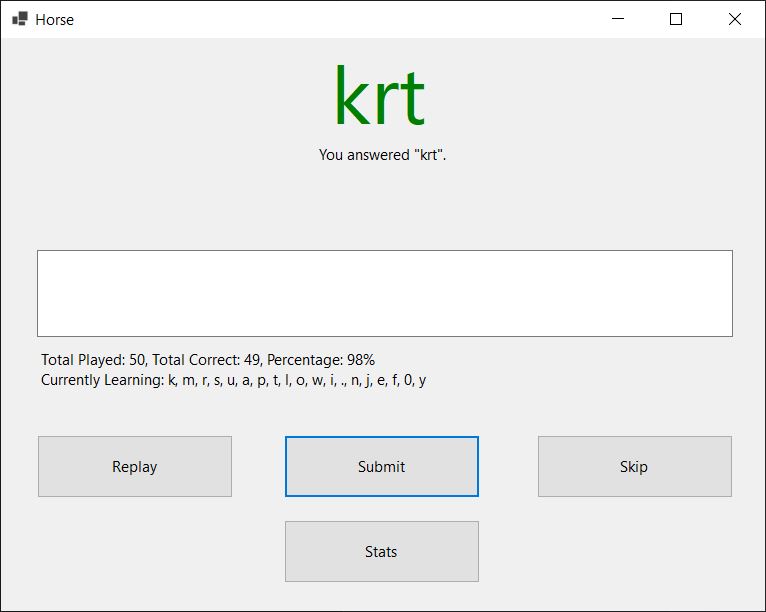 Horse
krt
You answered "krt".
Total Played: 50, Total Correct: 49, Percentage: 98%
Currently Learning: k, m, r, s, u, a, p, t, l, o, w, i, ., n, j, e, f, 0, y
Replay
Submit
Skip
Stats